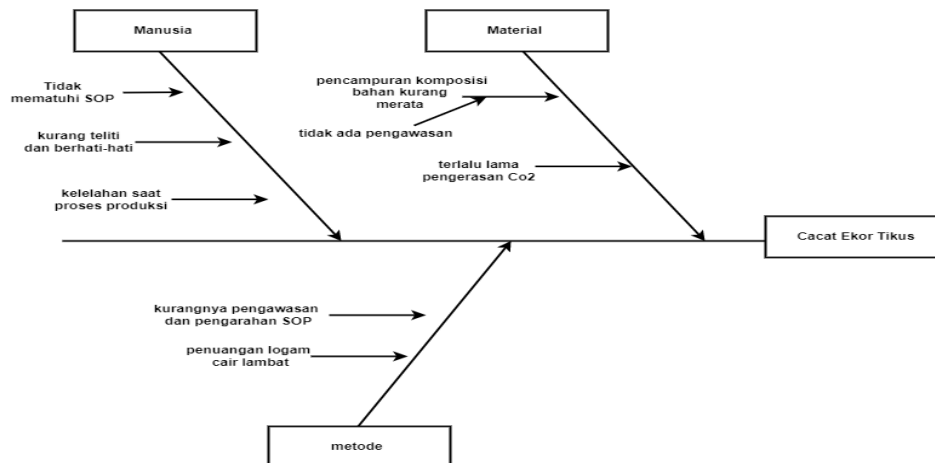 Manusia
Material
Tidak
mematuhi SOP
pencampuran komposisi
bahan kurang
merata
tidak ada pengawasan
kurang teliti
dan berhati-hati
terlalu lama
pengerasan Co2
kelelahan saat
proses produksi
Cacat Ekor Tikus
kurangnya pengawasan
dan pengarahan SOP
penuangan logam
cair lambat
metode